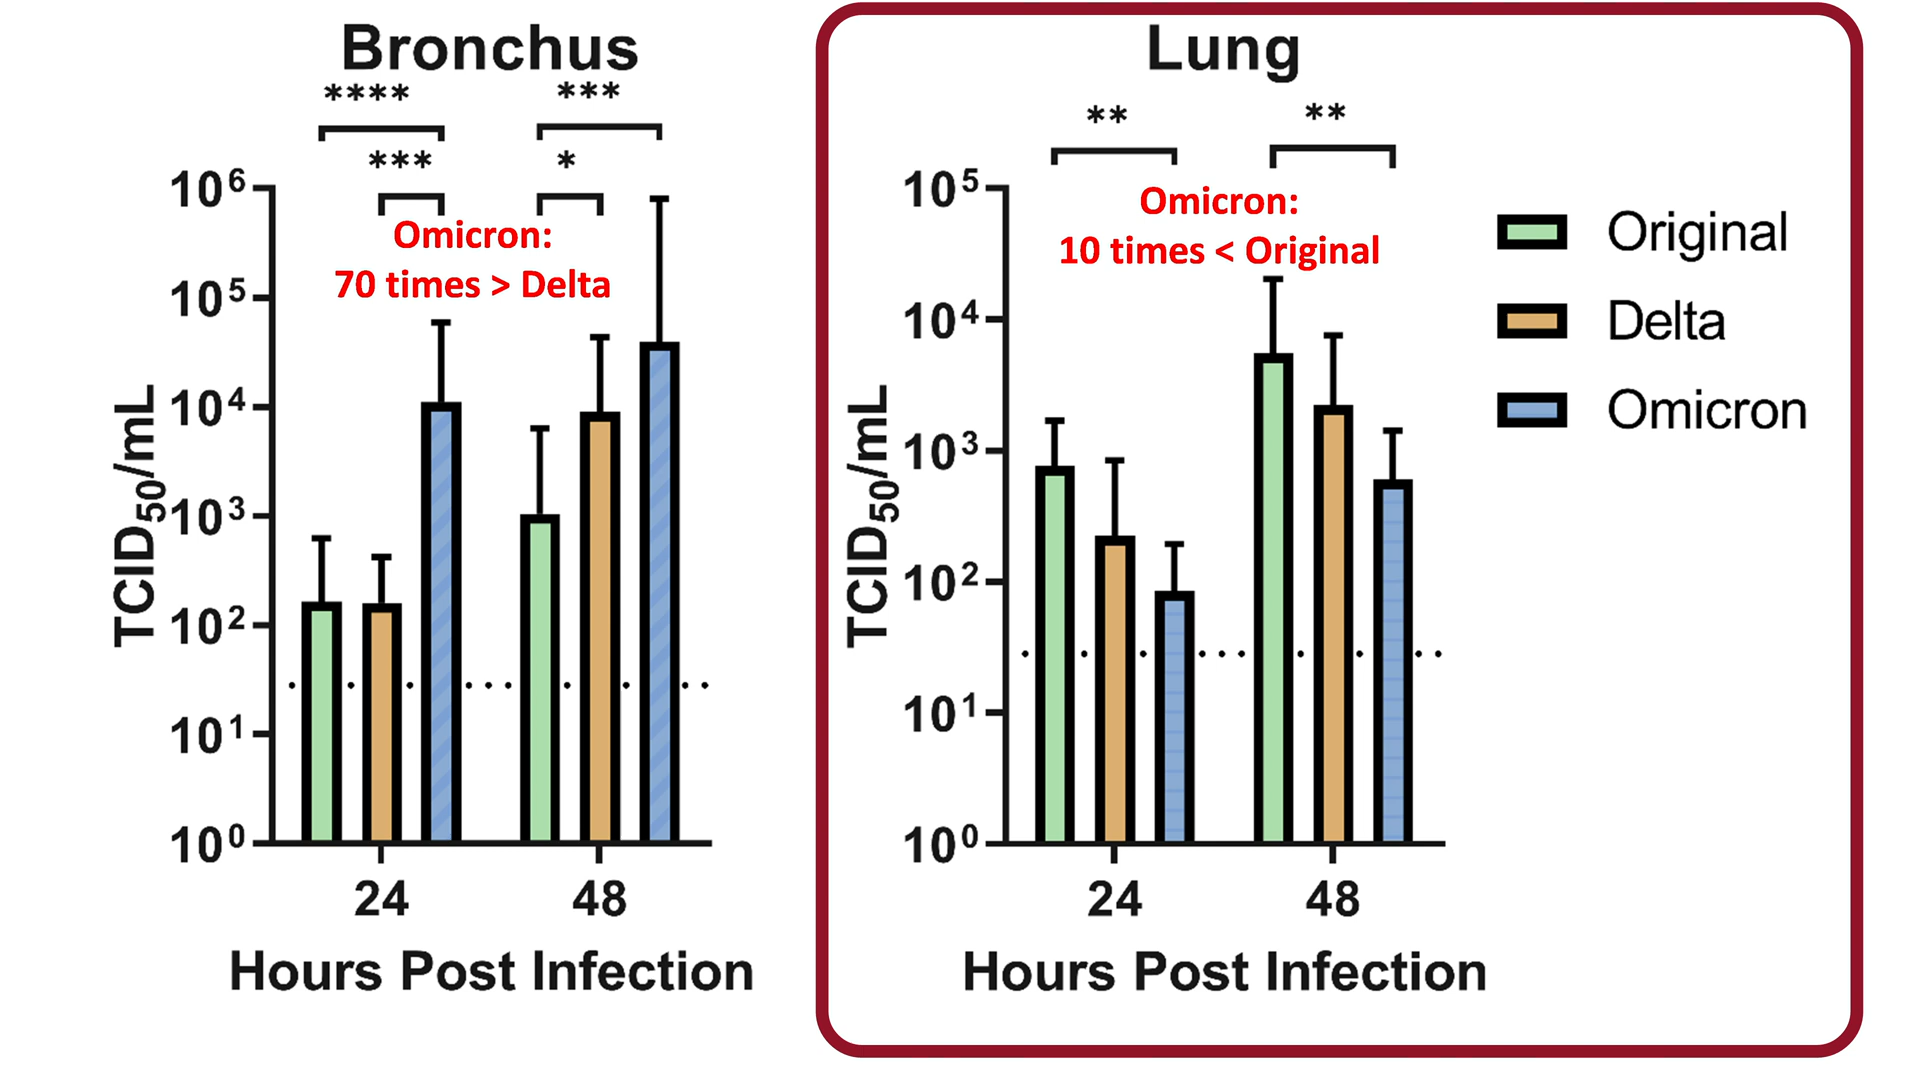 Bronchus
****
***
***
*
10⁶
10⁵
10⁴
10³
10²
10¹
10⁰
Omicron:
70 times > Delta
TCID₅₀/mL
24
48
Hours Post Infection
Lung
**
**
10⁵
10⁴
10³
10²
10¹
10⁰
Omicron:
10 times < Original
TCID₅₀/mL
24
48
Hours Post Infection
Original
Delta
Omicron